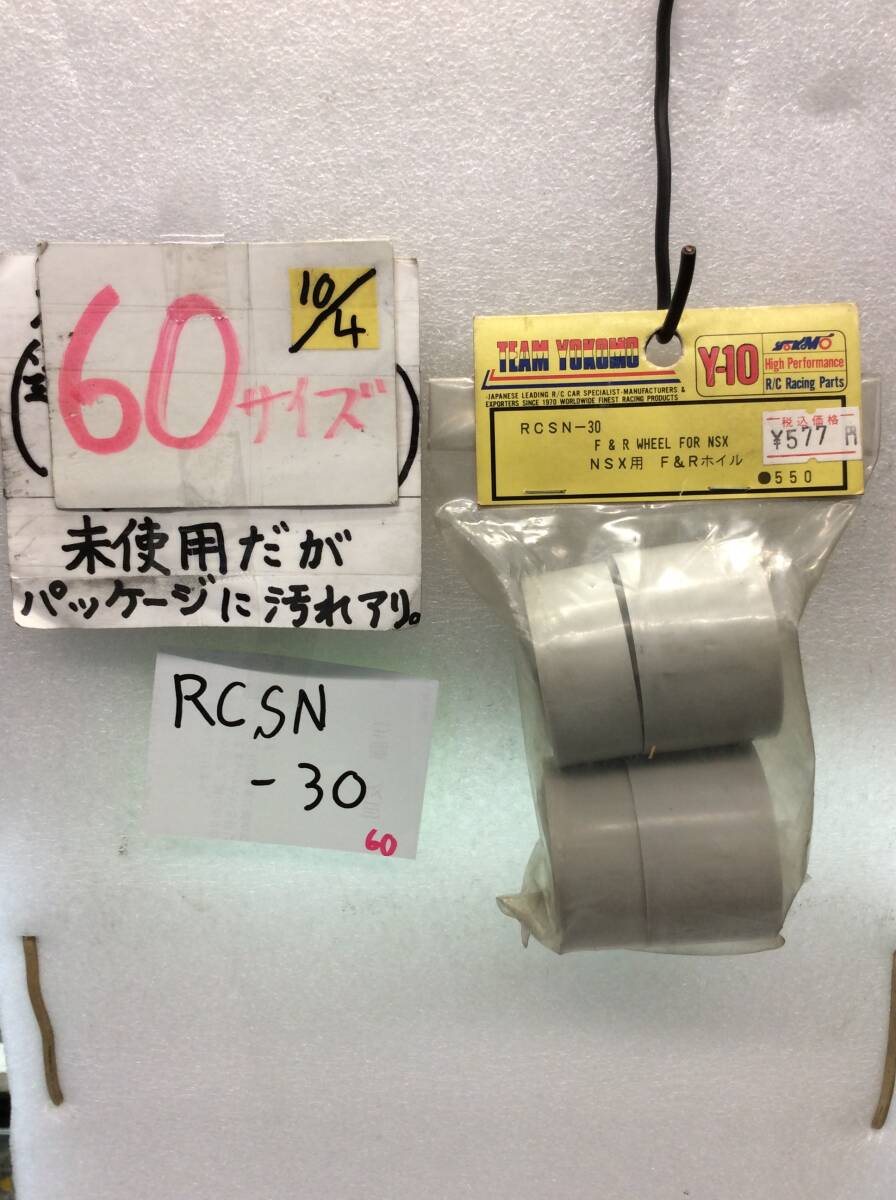 60サイズ
10/4
未使用だが
パッケージに汚れアリ。
RCSN
-30
60
TEAM YOKOMO
·JAPANESE LEADING R/C CAR SPECIALIST·MANUFACTURERS &
EXPORTERS SINCE 1970 WORLDWIDE FINEST RACING PRODUCTS
Y-10
YOKOMO
High Performance
R/C Racing Parts
RCSN-30
F & R WHEEL FOR NSX
NSX用 F&Rホイル
税込価格
¥577円
●550